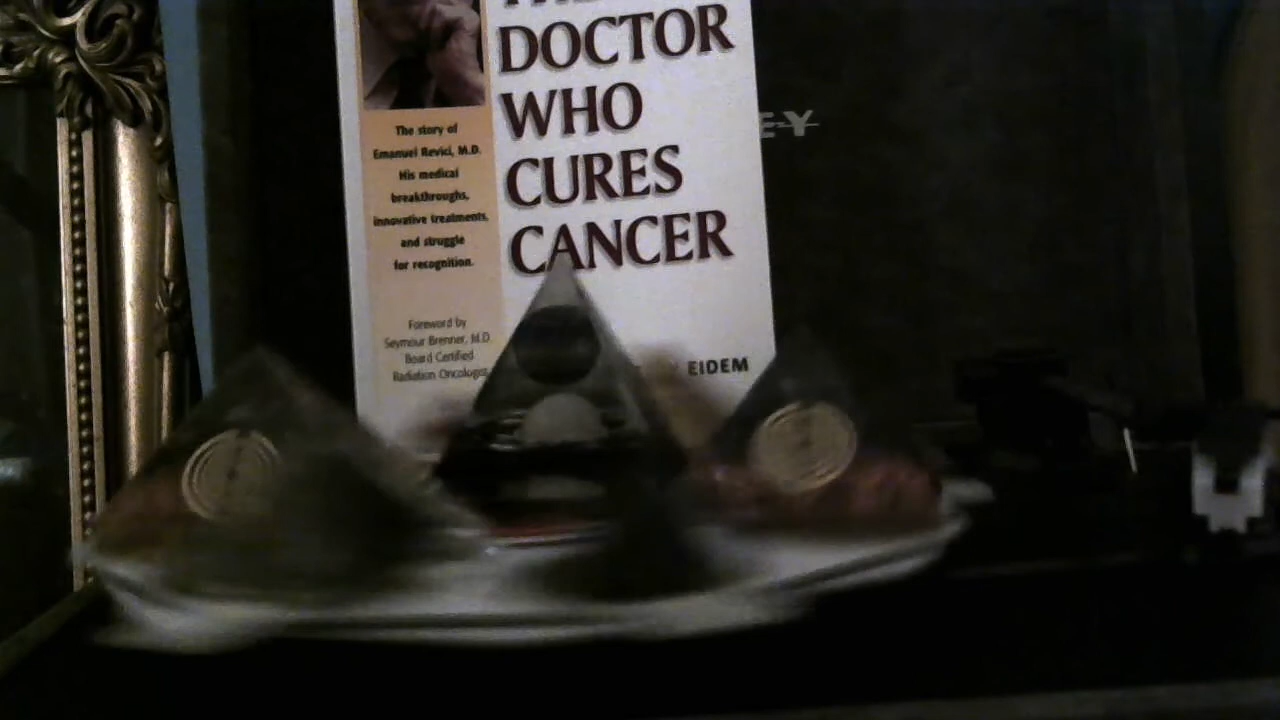 DOCTOR
WHO
CURES
CANCER
The story of
Emanuel Revici, M.D.
His medical
breakthroughs,
innovative treatments,
and struggle
for recognition.
Foreword by
Seymour Brenner, M.D.
Board Certified
Radiation Oncologist
EIDEM
EY